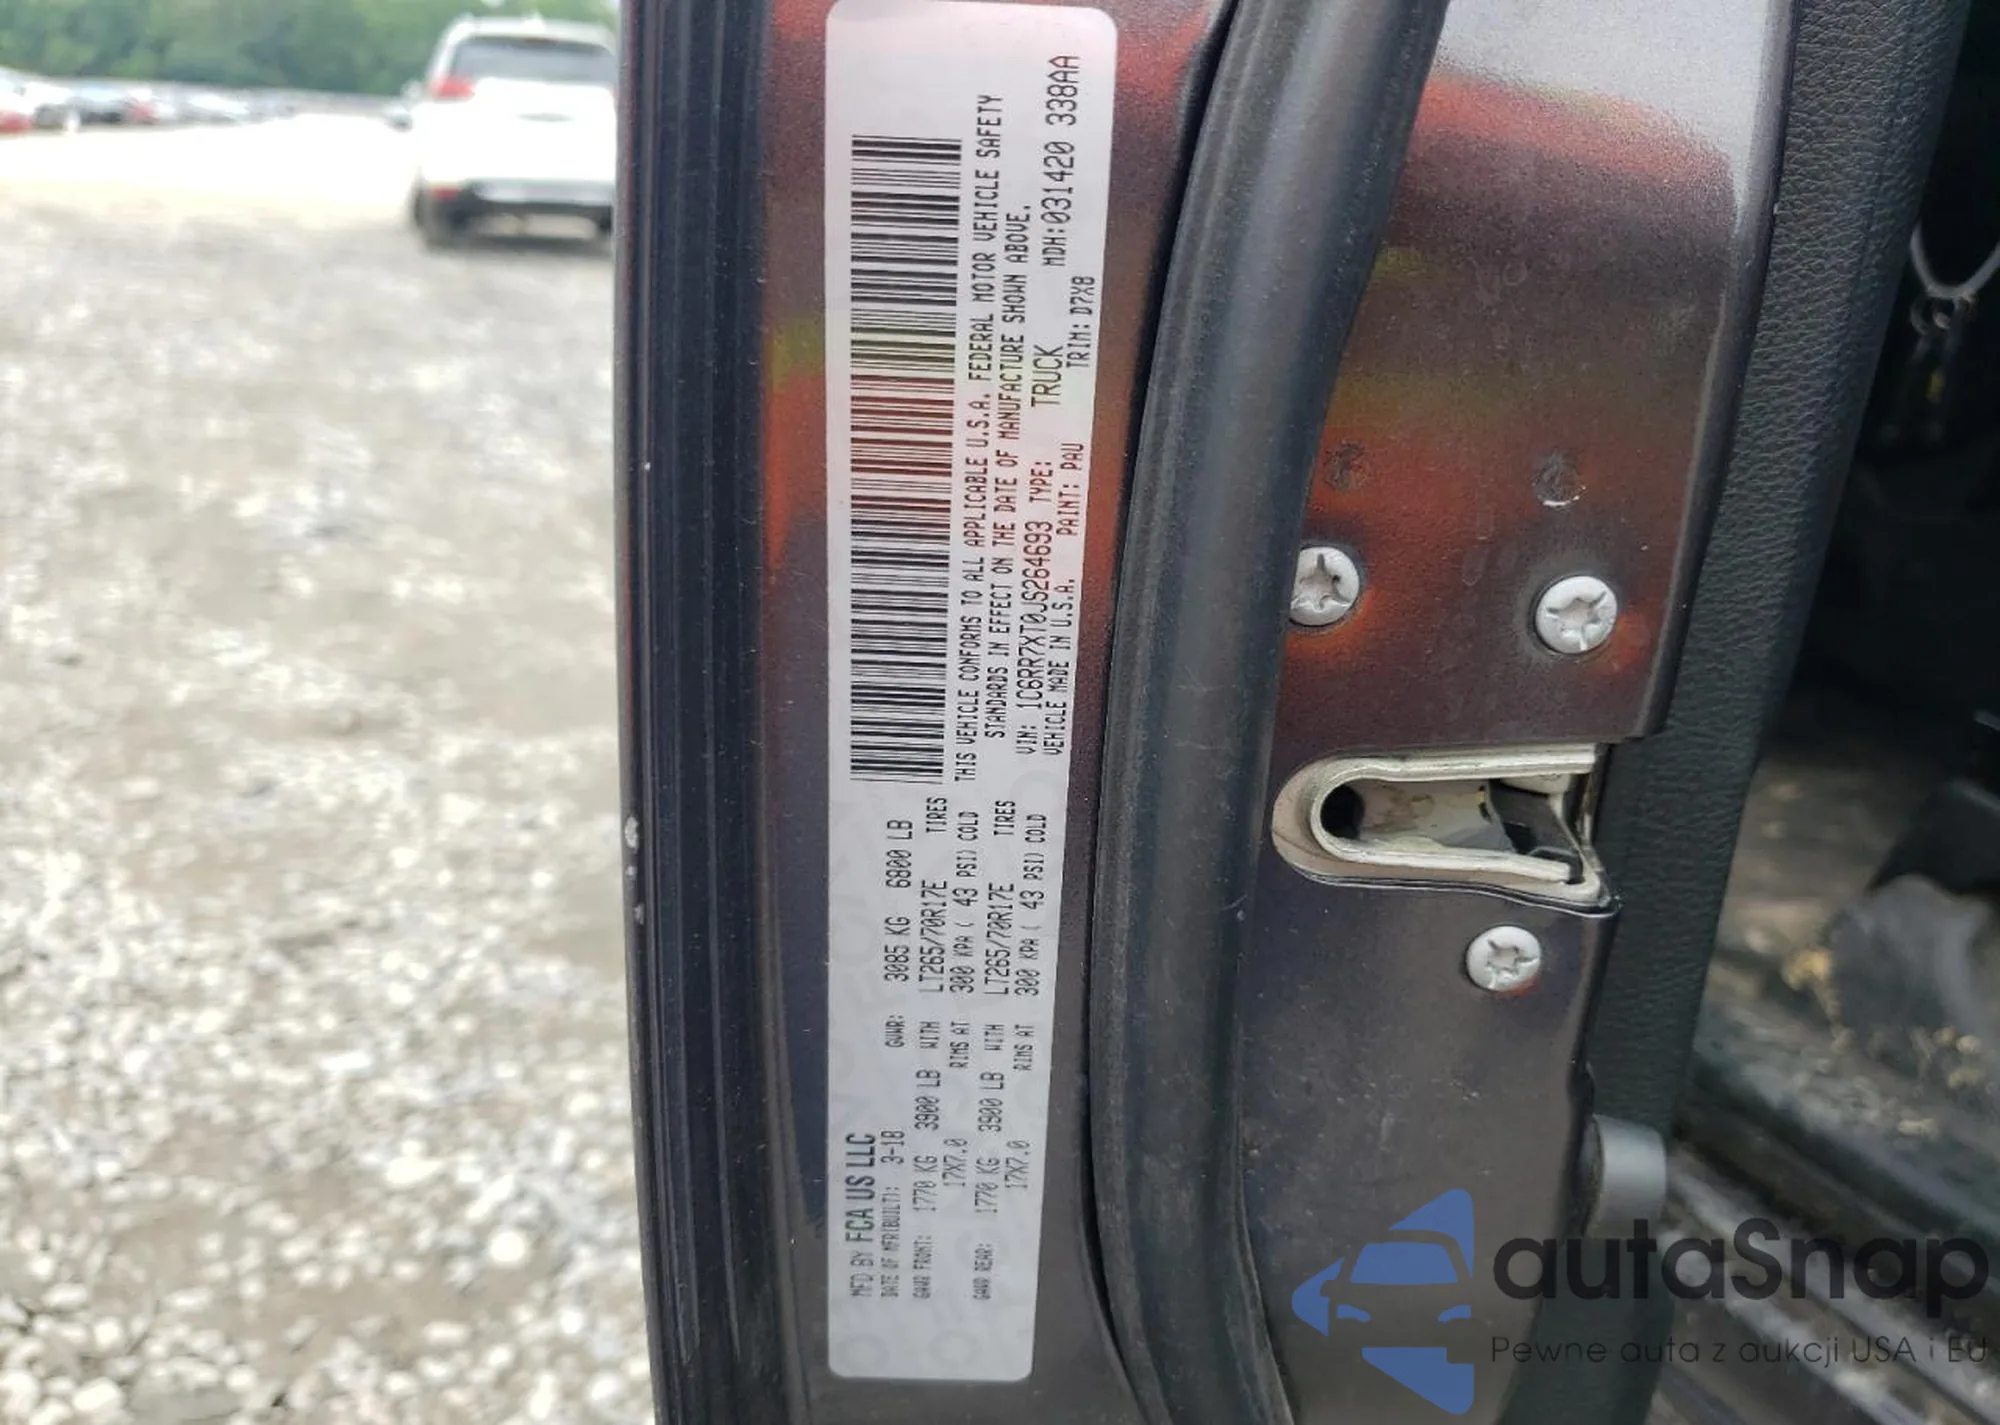 MFD BY FCA US LLC
DATE OF MFR(BUILT): 3-18 GVWR: 3085 KG 6800 LB
GAWR FRONT: 1770 KG 3900 LB WITH LT265/70R17E TIRES
17X7.0 RIMS AT 300 KPA ( 43 PSI) COLD
GAWR REAR: 1770 KG 3900 LB WITH LT265/70R17E TIRES
17X7.0 RIMS AT 300 KPA ( 43 PSI) COLD
THIS VEHICLE CONFORMS TO ALL APPLICABLE U.S.A. FEDERAL MOTOR VEHICLE SAFETY
STANDARDS IN EFFECT ON THE DATE OF MANUFACTURE SHOWN ABOVE.
VIN: 1C6RR7XT0JS264693 TYPE: TRUCK MDH:031420 338AA
VEHICLE MADE IN U.S.A. PAINT: PAU TRIM: D7X8
autaSnap
Pewne auta z aukcji USA i EU